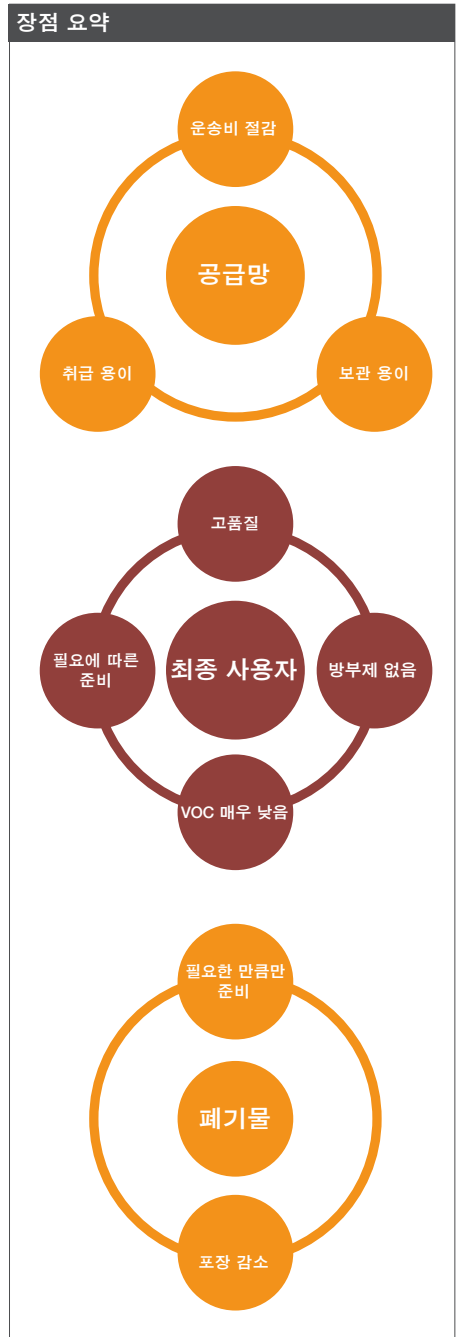 장점 요약
운송비 절감
공급망
취급 용이
보관 용이
고품질
필요에 따른
준비
최종 사용자
방부제 없음
VOC 매우 낮음
필요한 만큼만
준비
폐기물
포장 감소